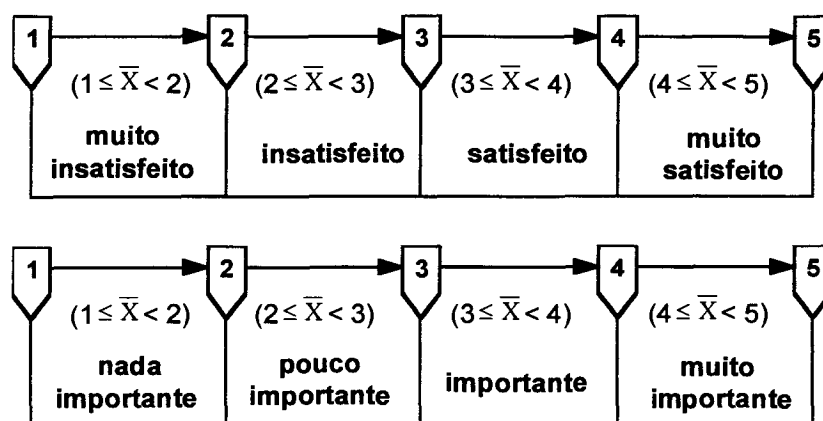 1 2 3 4 5
(1 ≤ X̄ < 2) (2 ≤ X̄ < 3) (3 ≤ X̄ < 4) (4 ≤ X̄ < 5)
muito insatisfeito
insatisfeito
satisfeito
muito satisfeito
1 2 3 4 5
(1 ≤ X̄ < 2) (2 ≤ X̄ < 3) (3 ≤ X̄ < 4) (4 ≤ X̄ < 5)
nada importante
pouco importante
importante
muito importante